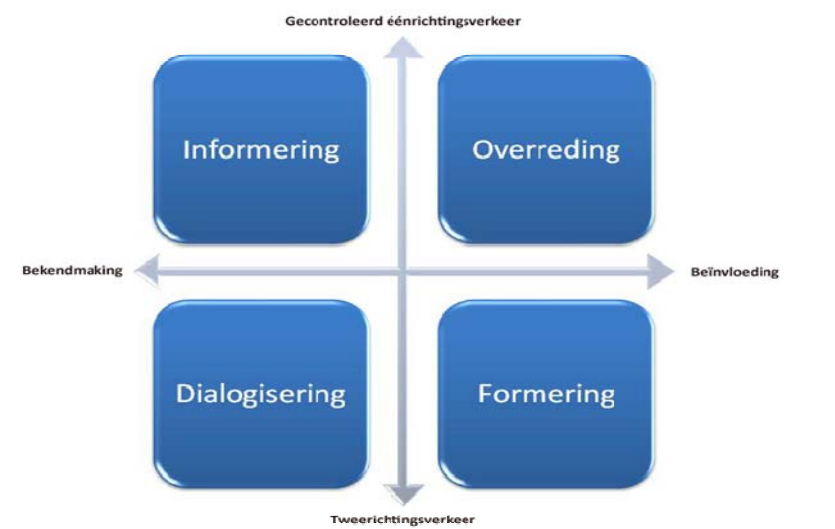 Gecontroleerd éénrichtingsverkeer
Informering
Overreding
Bekendmaking
Beïnvloeding
Dialogisering
Formering
Tweerichtingsverkeer